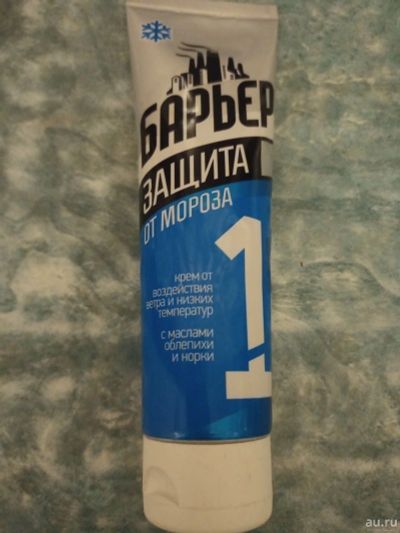 БАРЬЕР
ЗАЩИТА
ОТ МОРОЗА
1
крем от
воздействия
ветра и низких
температур
с маслами
облепихи
и норки
au.ru